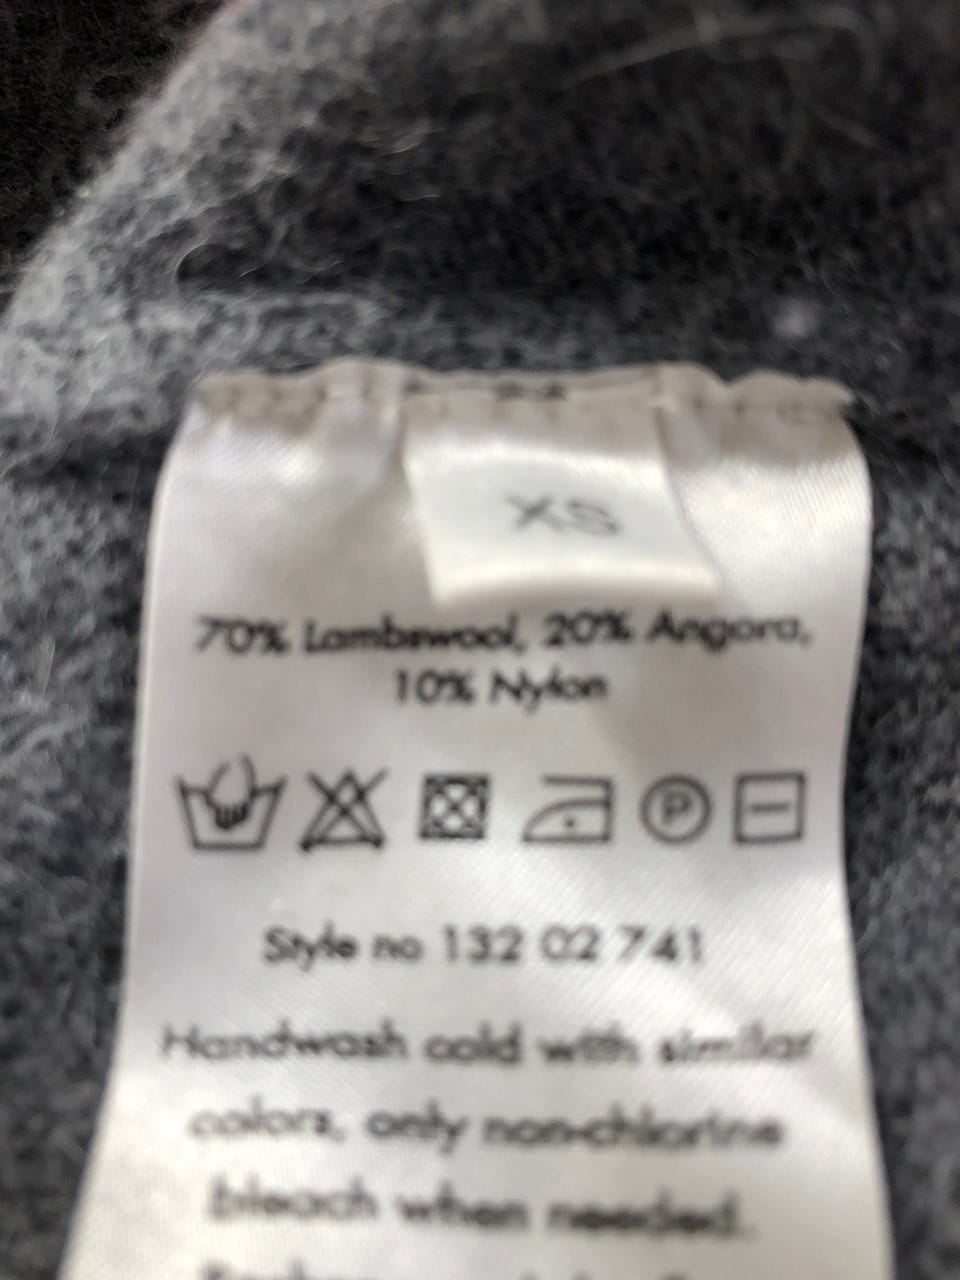 XS
70% Lambswool, 20% Angora,
10% Nylon
P
Style no 132 02 741
Handwash cold with similar
colors, only non-chlorine
bleach when needed.